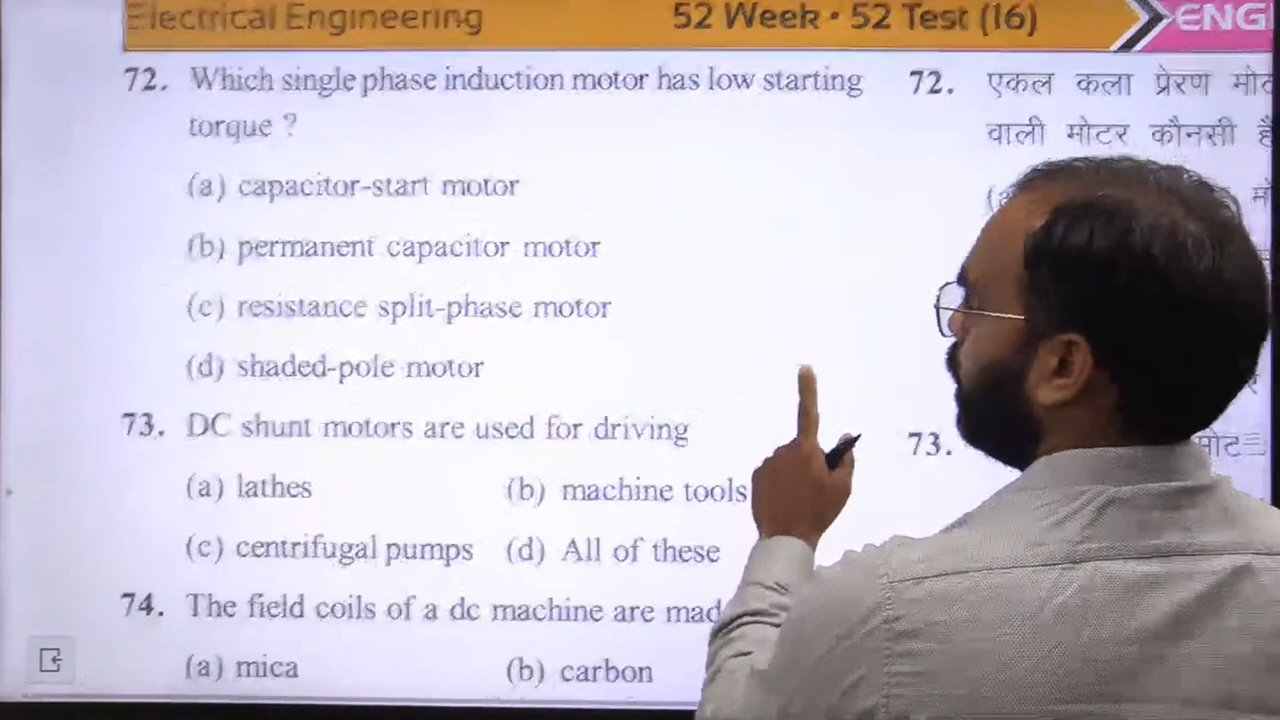 Electrical Engineering
52 Week • 52 Test (16)
72. Which single phase induction motor has low starting
torque ?
(a) capacitor-start motor
(b) permanent capacitor motor
(c) resistance split-phase motor
(d) shaded-pole motor
73. DC shunt motors are used for driving
(a) lathes (b) machine tools
(c) centrifugal pumps (d) All of these
74. The field coils of a dc machine are
(a) mica (b) carbon
72. एकल कला प्रेरण
वाली मोटर कौनसी
73.